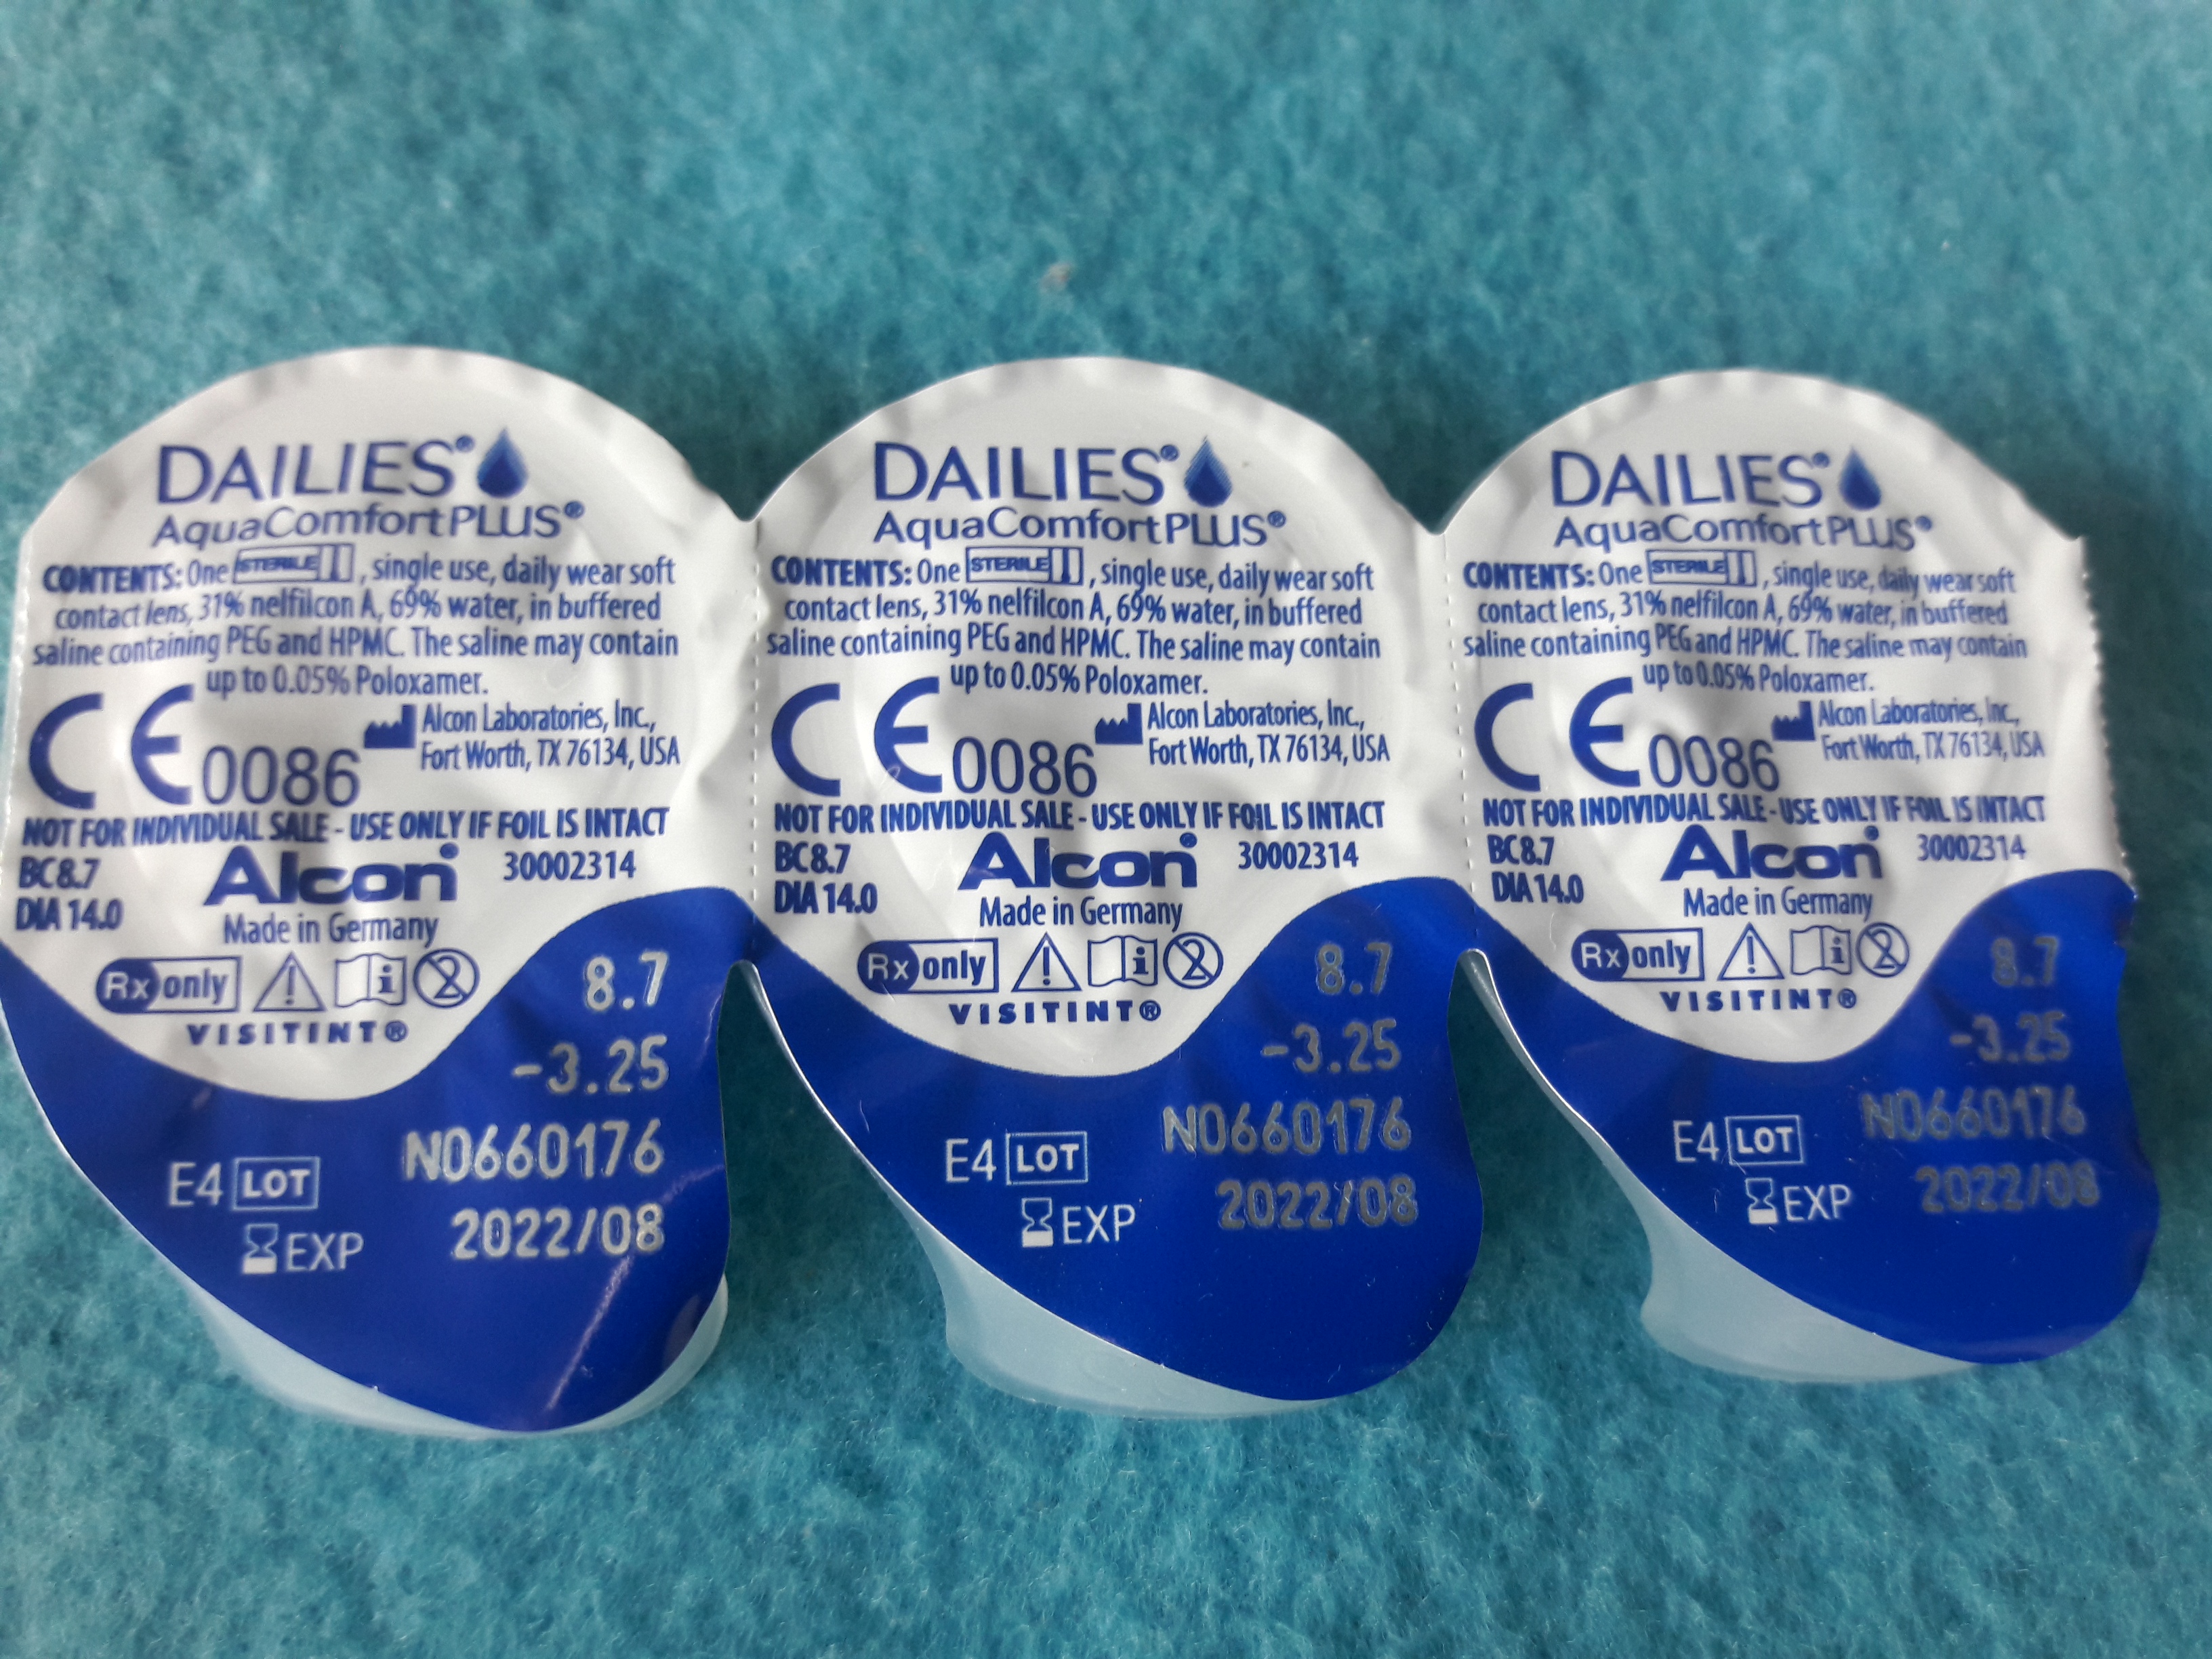 DAILIES®
AquaComfortPLUS®
CONTENTS: One STERILE, single use, daily wear soft
contact lens, 31% nelfilcon A, 69% water, in buffered
saline containing PEG and HPMC. The saline may contain
up to 0.05% Poloxamer.
CE 0086
Alcon Laboratories, Inc.,
Fort Worth, TX 76134, USA
NOT FOR INDIVIDUAL SALE - USE ONLY IF FOIL IS INTACT
BC8.7
DIA 14.0
Alcon®
30002314
Made in Germany
Rx only
VISITINT®
8.7
-3.25
E4 LOT N0660176
EXP 2022/08
DAILIES®
AquaComfortPLUS®
CONTENTS: One STERILE, single use, daily wear soft
contact lens, 31% nelfilcon A, 69% water, in buffered
saline containing PEG and HPMC. The saline may contain
up to 0.05% Poloxamer.
CE 0086
Alcon Laboratories, Inc.,
Fort Worth, TX 76134, USA
NOT FOR INDIVIDUAL SALE - USE ONLY IF FOIL IS INTACT
BC8.7
DIA 14.0
Alcon®
30002314
Made in Germany
Rx only
VISITINT®
8.7
-3.25
E4 LOT N0660176
EXP 2022/08
DAILIES®
AquaComfortPLUS®
CONTENTS: One STERILE, single use, daily wear soft
contact lens, 31% nelfilcon A, 69% water, in buffered
saline containing PEG and HPMC. The saline may contain
up to 0.05% Poloxamer.
CE 0086
Alcon Laboratories, Inc.,
Fort Worth, TX 76134, USA
NOT FOR INDIVIDUAL SALE - USE ONLY IF FOIL IS INTACT
BC8.7
DIA 14.0
Alcon®
30002314
Made in Germany
Rx only
VISITINT®
8.7
-3.25
E4 LOT N0660176
EXP 2022/08